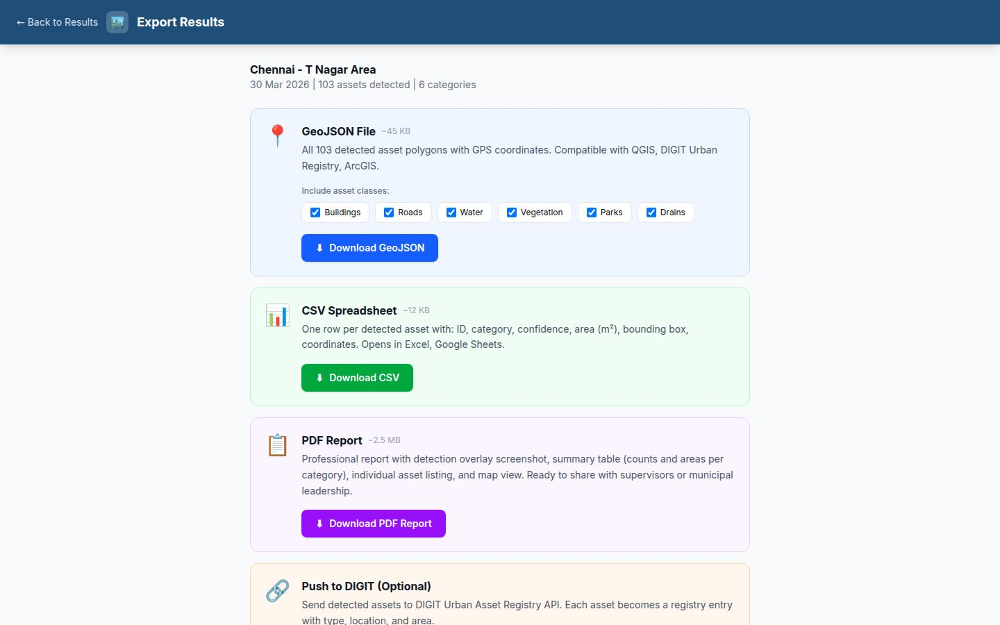 ← Back to Results Export Results
Chennai - T Nagar Area
30 Mar 2026 | 103 assets detected | 6 categories
GeoJSON File ~45 KB
All 103 detected asset polygons with GPS coordinates. Compatible with QGIS, DIGIT Urban
Registry, ArcGIS.
Include asset classes:
Buildings Roads Water Vegetation Parks Drains
⬇ Download GeoJSON
CSV Spreadsheet ~12 KB
One row per detected asset with: ID, category, confidence, area (m²), bounding box,
coordinates. Opens in Excel, Google Sheets.
⬇ Download CSV
PDF Report ~2.5 MB
Professional report with detection overlay screenshot, summary table (counts and areas per
category), individual asset listing, and map view. Ready to share with supervisors or municipal
leadership.
⬇ Download PDF Report
Push to DIGIT (Optional)
Send detected assets to DIGIT Urban Asset Registry API. Each asset becomes a registry entry
with type, location, and area.